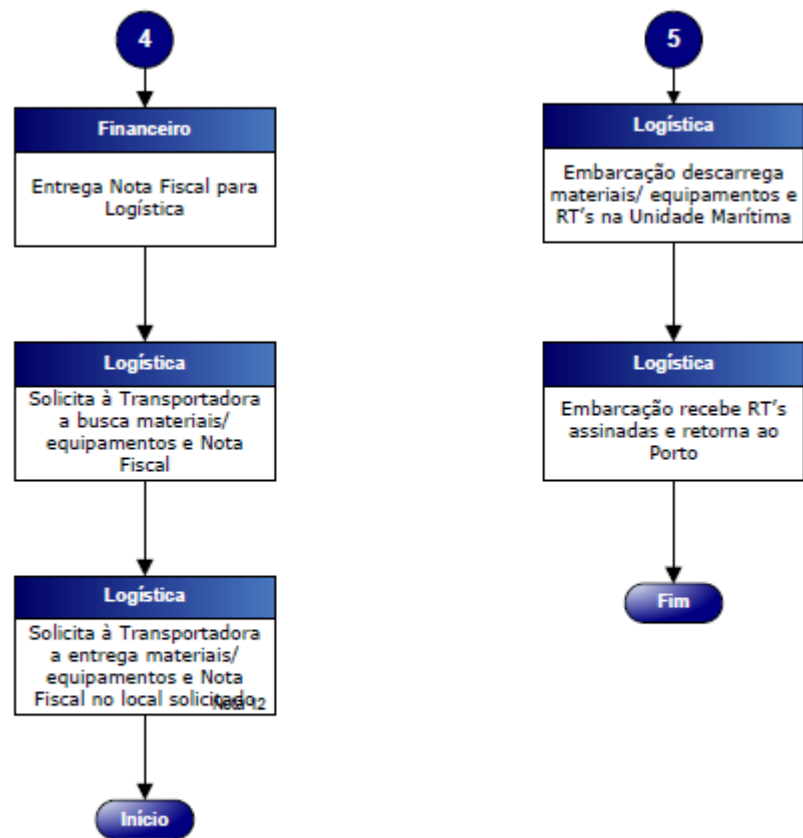 4
Financeiro
Entrega Nota Fiscal para
Logística
Logística
Solicita à Transportadora
a busca materiais/
equipamentos e Nota
Fiscal
Logística
Solicita à Transportadora
a entrega materiais/
equipamentos e Nota
Fiscal no local solicitado
Nota 12
Início
5
Logística
Embarcação descarrega
materiais/ equipamentos e
RT’s na Unidade Marítima
Logística
Embarcação recebe RT’s
assinadas e retorna ao
Porto
Fim